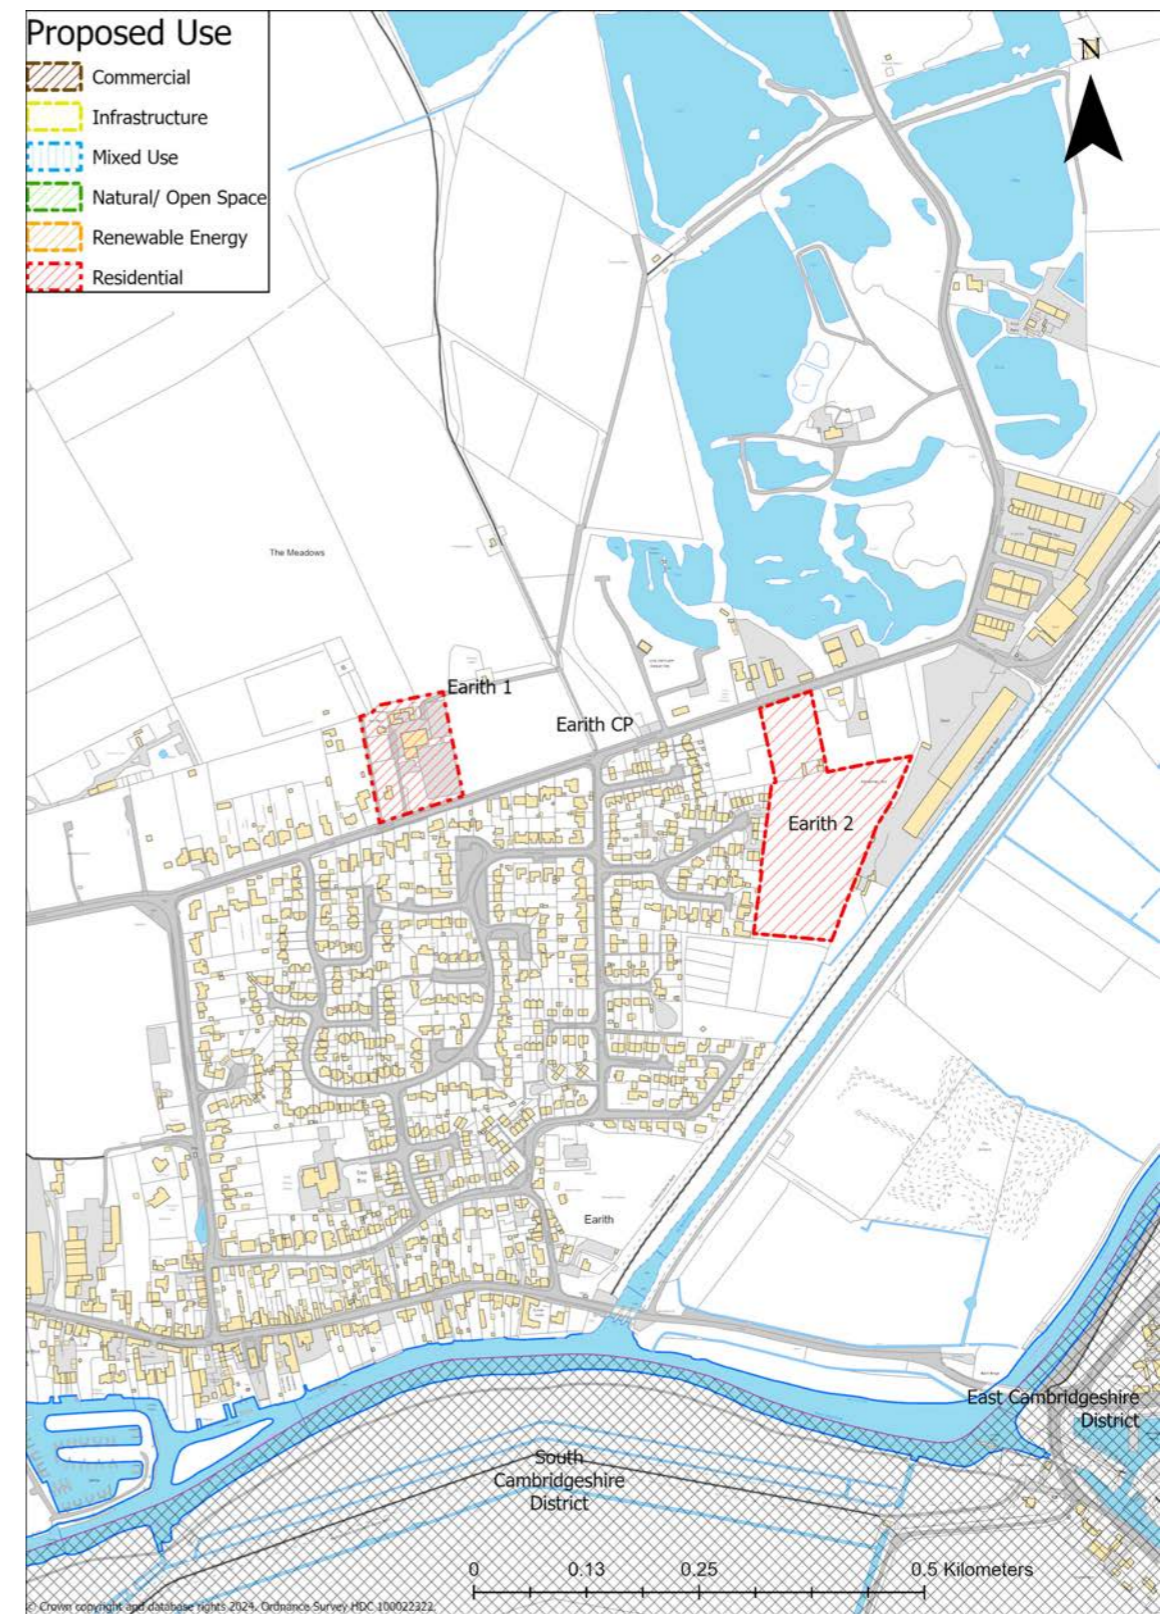 Proposed Use
Commercial
Infrastructure
Mixed Use
Natural/ Open Space
Renewable Energy
Residential
N
The Meadows
Earith 1
Earith CP
Earith 2
Earith
East Cambridgeshire
District
South
Cambridgeshire
District
0 0.13 0.25 0.5 Kilometers
© Crown copyright and database rights 2024. Ordnance Survey HDC 100022322.